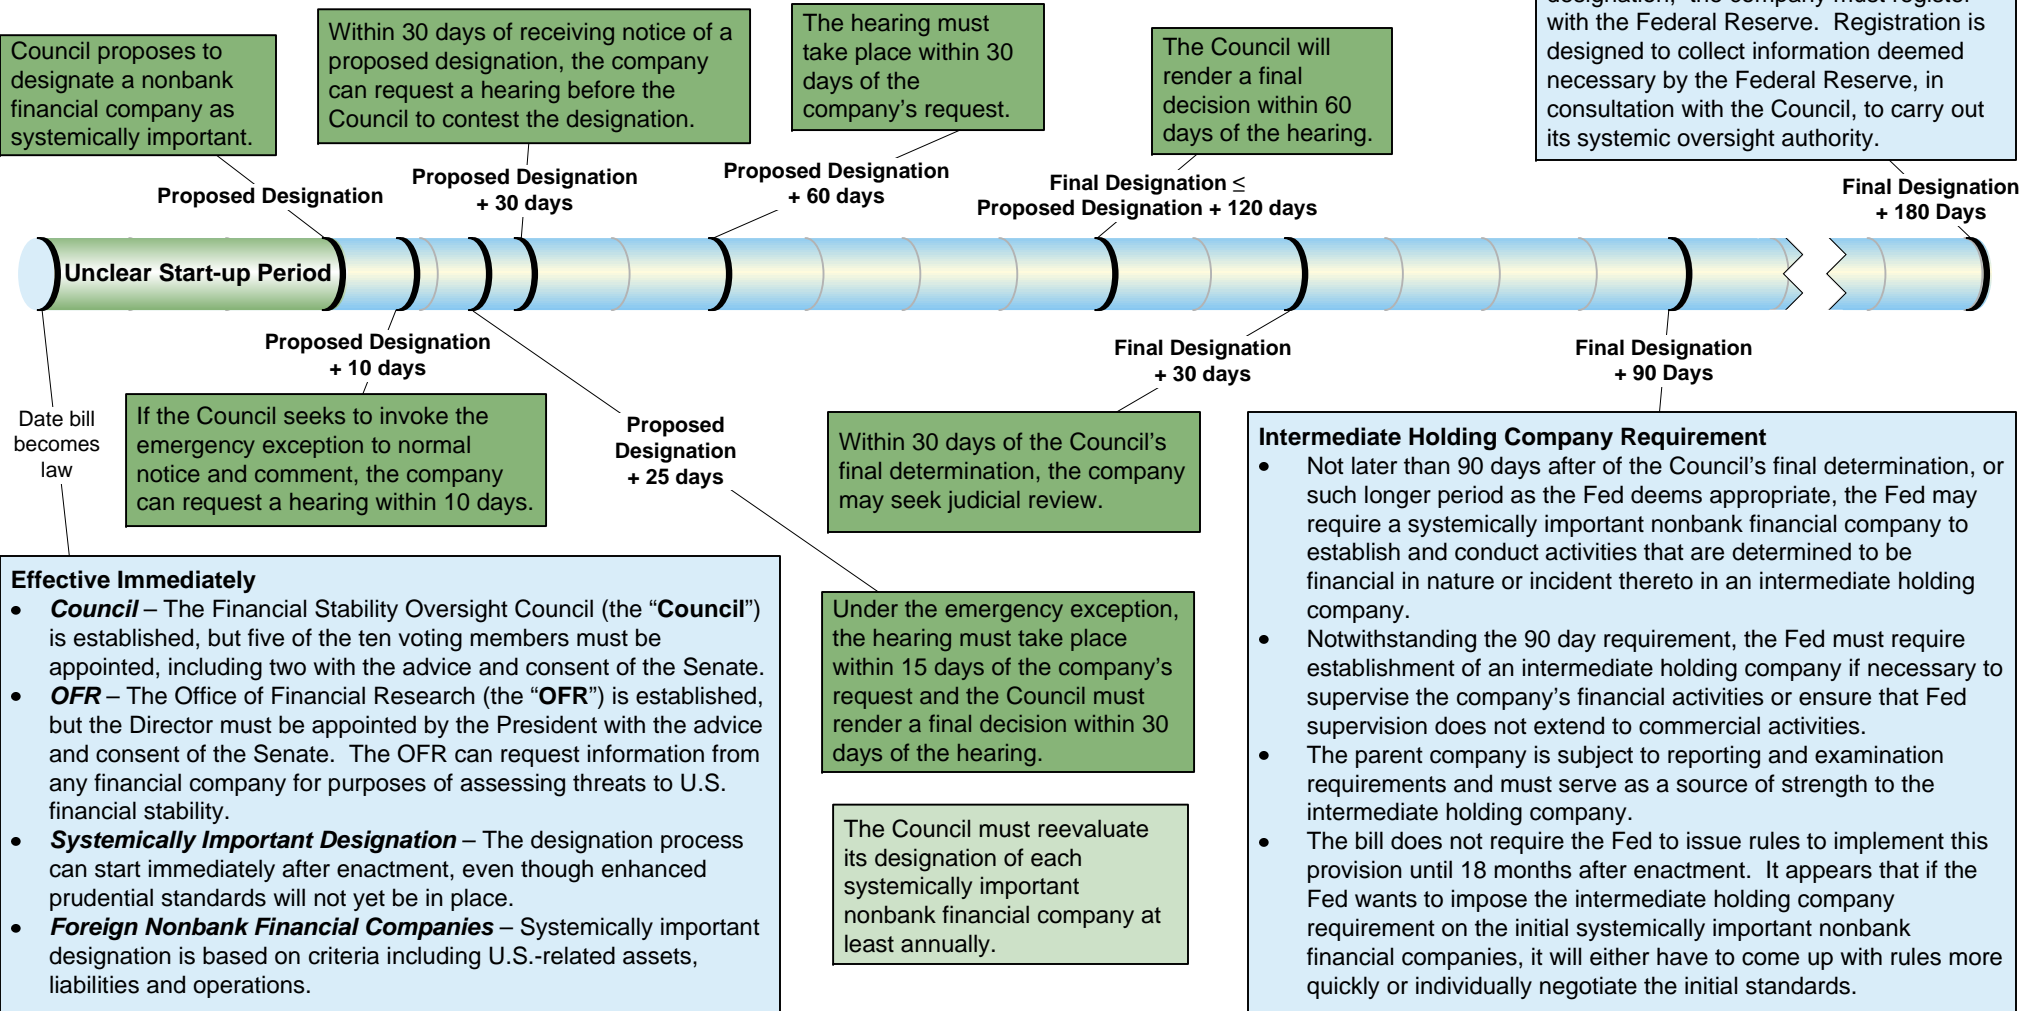 designation, the company must register
with the Federal Reserve. Registration is
designed to collect information deemed
necessary by the Federal Reserve, in
consultation with the Council, to carry out
its systemic oversight authority.
Council proposes to
designate a nonbank
financial company as
systemically important.
Within 30 days of receiving notice of a
proposed designation, the company
can request a hearing before the
Council to contest the designation.
The hearing must
take place within 30
days of the
company’s request.
The Council will
render a final
decision within 60
days of the hearing.
Proposed Designation
Proposed Designation
+ 30 days
Proposed Designation
+ 60 days
Final Designation ≤
Proposed Designation + 120 days
Final Designation
+ 180 Days
Unclear Start-up Period
Proposed Designation
+ 10 days
Final Designation
+ 30 days
Final Designation
+ 90 Days
Date bill
becomes
law
If the Council seeks to invoke the
emergency exception to normal
notice and comment, the company
can request a hearing within 10 days.
Proposed
Designation
+ 25 days
Within 30 days of the Council’s
final determination, the company
may seek judicial review.
Effective Immediately
• Council – The Financial Stability Oversight Council (the “Council”)
is established, but five of the ten voting members must be
appointed, including two with the advice and consent of the Senate.
• OFR – The Office of Financial Research (the “OFR”) is established,
but the Director must be appointed by the President with the advice
and consent of the Senate. The OFR can request information from
any financial company for purposes of assessing threats to U.S.
financial stability.
• Systemically Important Designation – The designation process
can start immediately after enactment, even though enhanced
prudential standards will not yet be in place.
• Foreign Nonbank Financial Companies – Systemically important
designation is based on criteria including U.S.-related assets,
liabilities and operations.
Under the emergency exception,
the hearing must take place
within 15 days of the company’s
request and the Council must
render a final decision within 30
days of the hearing.
The Council must reevaluate
its designation of each
systemically important
nonbank financial company at
least annually.
Intermediate Holding Company Requirement
• Not later than 90 days after of the Council’s final determination, or
such longer period as the Fed deems appropriate, the Fed may
require a systemically important nonbank financial company to
establish and conduct activities that are determined to be
financial in nature or incident thereto in an intermediate holding
company.
• Notwithstanding the 90 day requirement, the Fed must require
establishment of an intermediate holding company if necessary to
supervise the company’s financial activities or ensure that Fed
supervision does not extend to commercial activities.
• The parent company is subject to reporting and examination
requirements and must serve as a source of strength to the
intermediate holding company.
• The bill does not require the Fed to issue rules to implement this
provision until 18 months after enactment. It appears that if the
Fed wants to impose the intermediate holding company
requirement on the initial systemically important nonbank
financial companies, it will either have to come up with rules more
quickly or individually negotiate the initial standards.